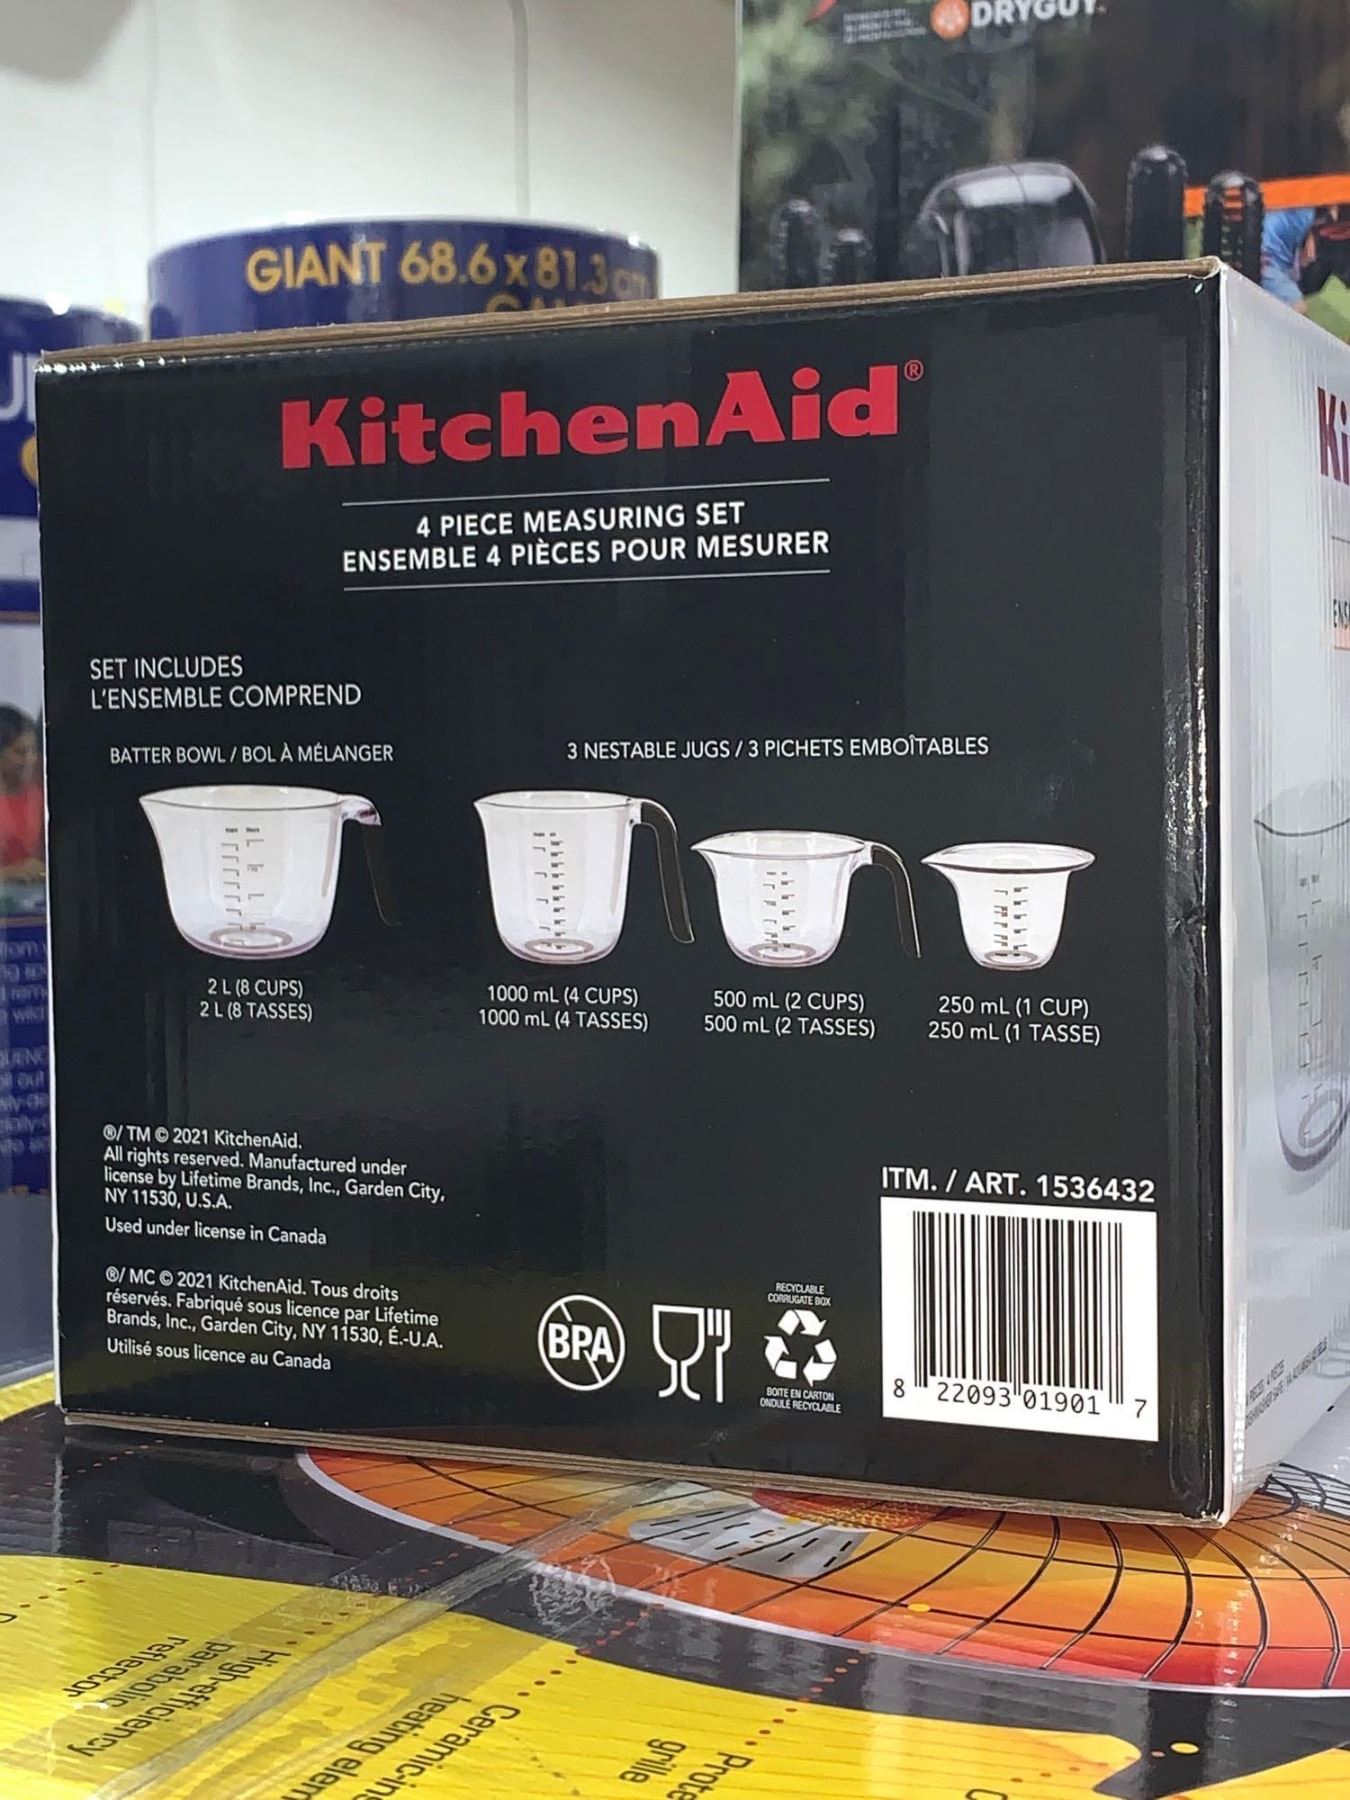 DRYGUY
GIANT 68.6 x 81.3 cm
KitchenAid®
4 PIECE MEASURING SET
ENSEMBLE 4 PIÈCES POUR MESURER
SET INCLUDES
L'ENSEMBLE COMPREND
BATTER BOWL / BOL À MÉLANGER
3 NESTABLE JUGS / 3 PICHETS EMBOÎTABLES
2 L (8 CUPS)
2 L (8 TASSES)
1000 mL (4 CUPS)
1000 mL (4 TASSES)
500 mL (2 CUPS)
500 mL (2 TASSES)
250 mL (1 CUP)
250 mL (1 TASSE)
®/ TM © 2021 KitchenAid.
All rights reserved. Manufactured under
license by Lifetime Brands, Inc., Garden City,
NY 11530, U.S.A.
Used under license in Canada
®/ MC © 2021 KitchenAid. Tous droits
réservés. Fabriqué sous licence par Lifetime
Brands, Inc., Garden City, NY 11530, É.-U.A.
Utilisé sous licence au Canada
BPA
RECYCLABLE
CORRUGATE BOX
BOITE EN CARTON
ONDULÉ RECYCLABLE
ITM. / ART. 1536432
8 22093 01901 7
Ki
High-efficiency
parabolic
reflector
Ceramic-in
heating elem
Prote
grille